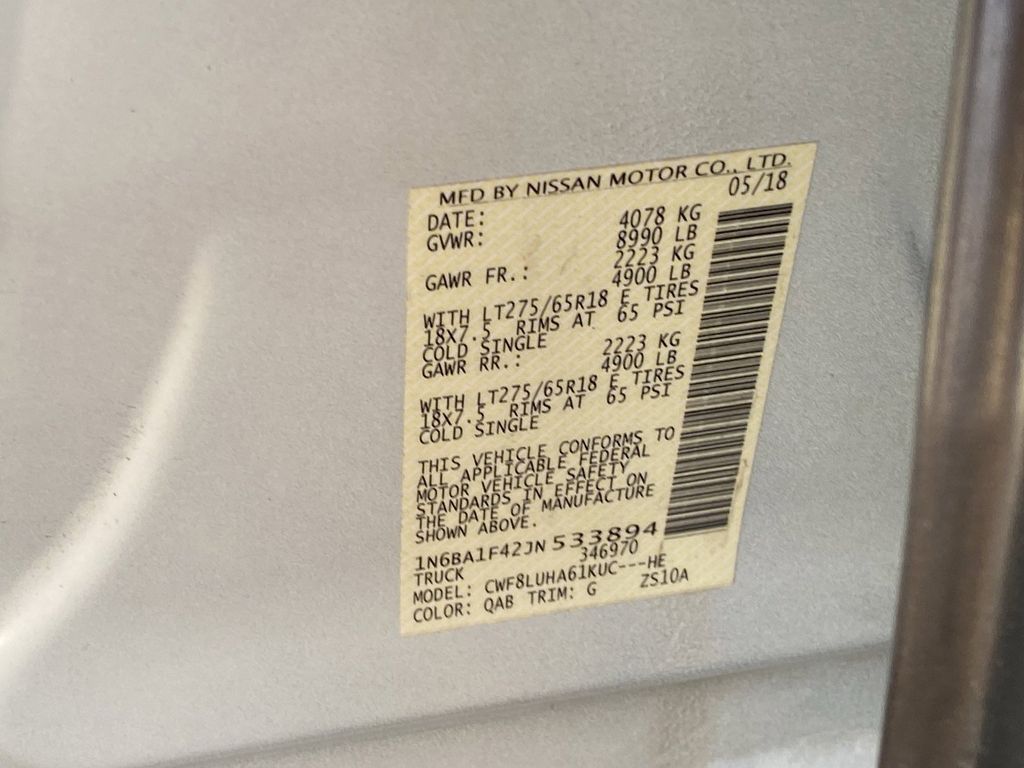 MFD BY NISSAN MOTOR CO., LTD.
DATE: 05/18
GVWR: 4078 KG
8990 LB
GAWR FR.: 2223 KG
4900 LB
WITH LT275/65R18 E TIRES
18X7.5 RIMS AT 65 PSI
COLD SINGLE
GAWR RR.: 2223 KG
4900 LB
WITH LT275/65R18 E TIRES
18X7.5 RIMS AT 65 PSI
COLD SINGLE
THIS VEHICLE CONFORMS TO
ALL APPLICABLE FEDERAL
MOTOR VEHICLE SAFETY
STANDARDS IN EFFECT ON
THE DATE OF MANUFACTURE
SHOWN ABOVE.
1N6BA1F42JN533894
TRUCK 346970
MODEL: CWF8LUHA61KUC---HE
COLOR: QAB TRIM: G ZS10A